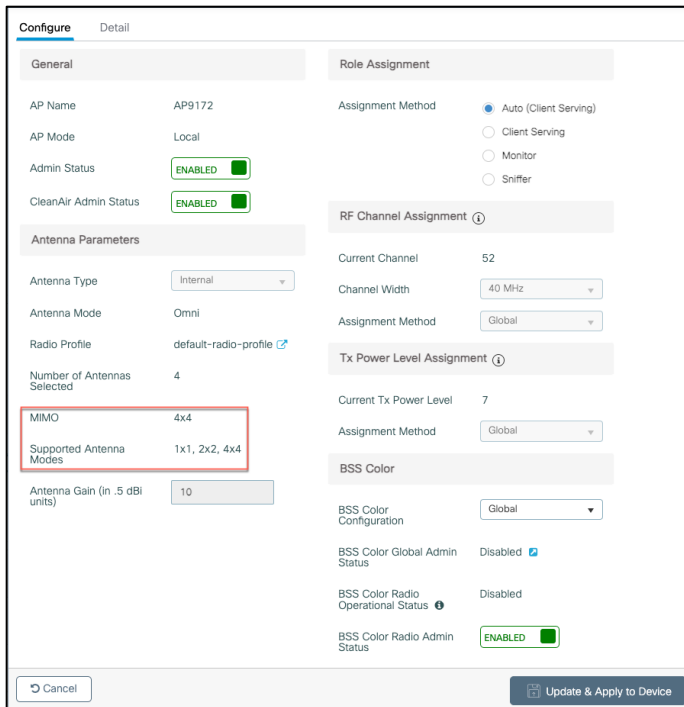 Configure Detail
General
AP Name AP9172
AP Mode Local
Admin Status ENABLED
CleanAir Admin Status ENABLED
Antenna Parameters
Antenna Type Internal
Antenna Mode Omni
Radio Profile default-radio-profile
Number of Antennas
Selected 4
MIMO 4x4
Supported Antenna
Modes 1x1, 2x2, 4x4
Antenna Gain (in .5 dBi
units) 10
Role Assignment
Assignment Method Auto (Client Serving)
Client Serving
Monitor
Sniffer
RF Channel Assignment
Current Channel 52
Channel Width 40 MHz
Assignment Method Global
Tx Power Level Assignment
Current Tx Power Level 7
Assignment Method Global
BSS Color
BSS Color
Configuration Global
BSS Color Global Admin
Status Disabled
BSS Color Radio
Operational Status Disabled
BSS Color Radio Admin
Status ENABLED
Cancel
Update & Apply to Device